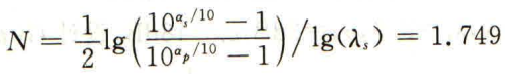 N = \frac{1}{2} \lg\left(\frac{10^{\alpha_s/10} - 1}{10^{\alpha_p/10} - 1}\right) / \lg(\lambda_s) = 1.749